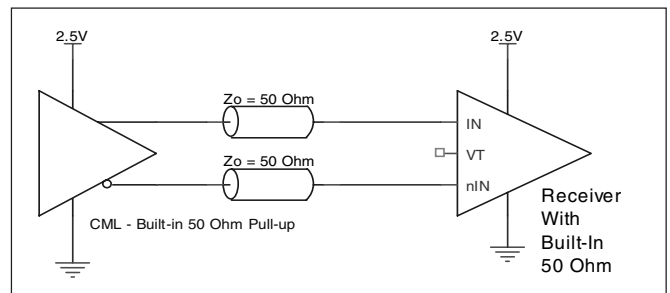 2.5V
2.5V
Zo = 50 Ohm
IN
VT
Zo = 50 Ohm
nIN
CML - Built-in 50 Ohm Pull-up
Receiver
With
Built-In
50 Ohm